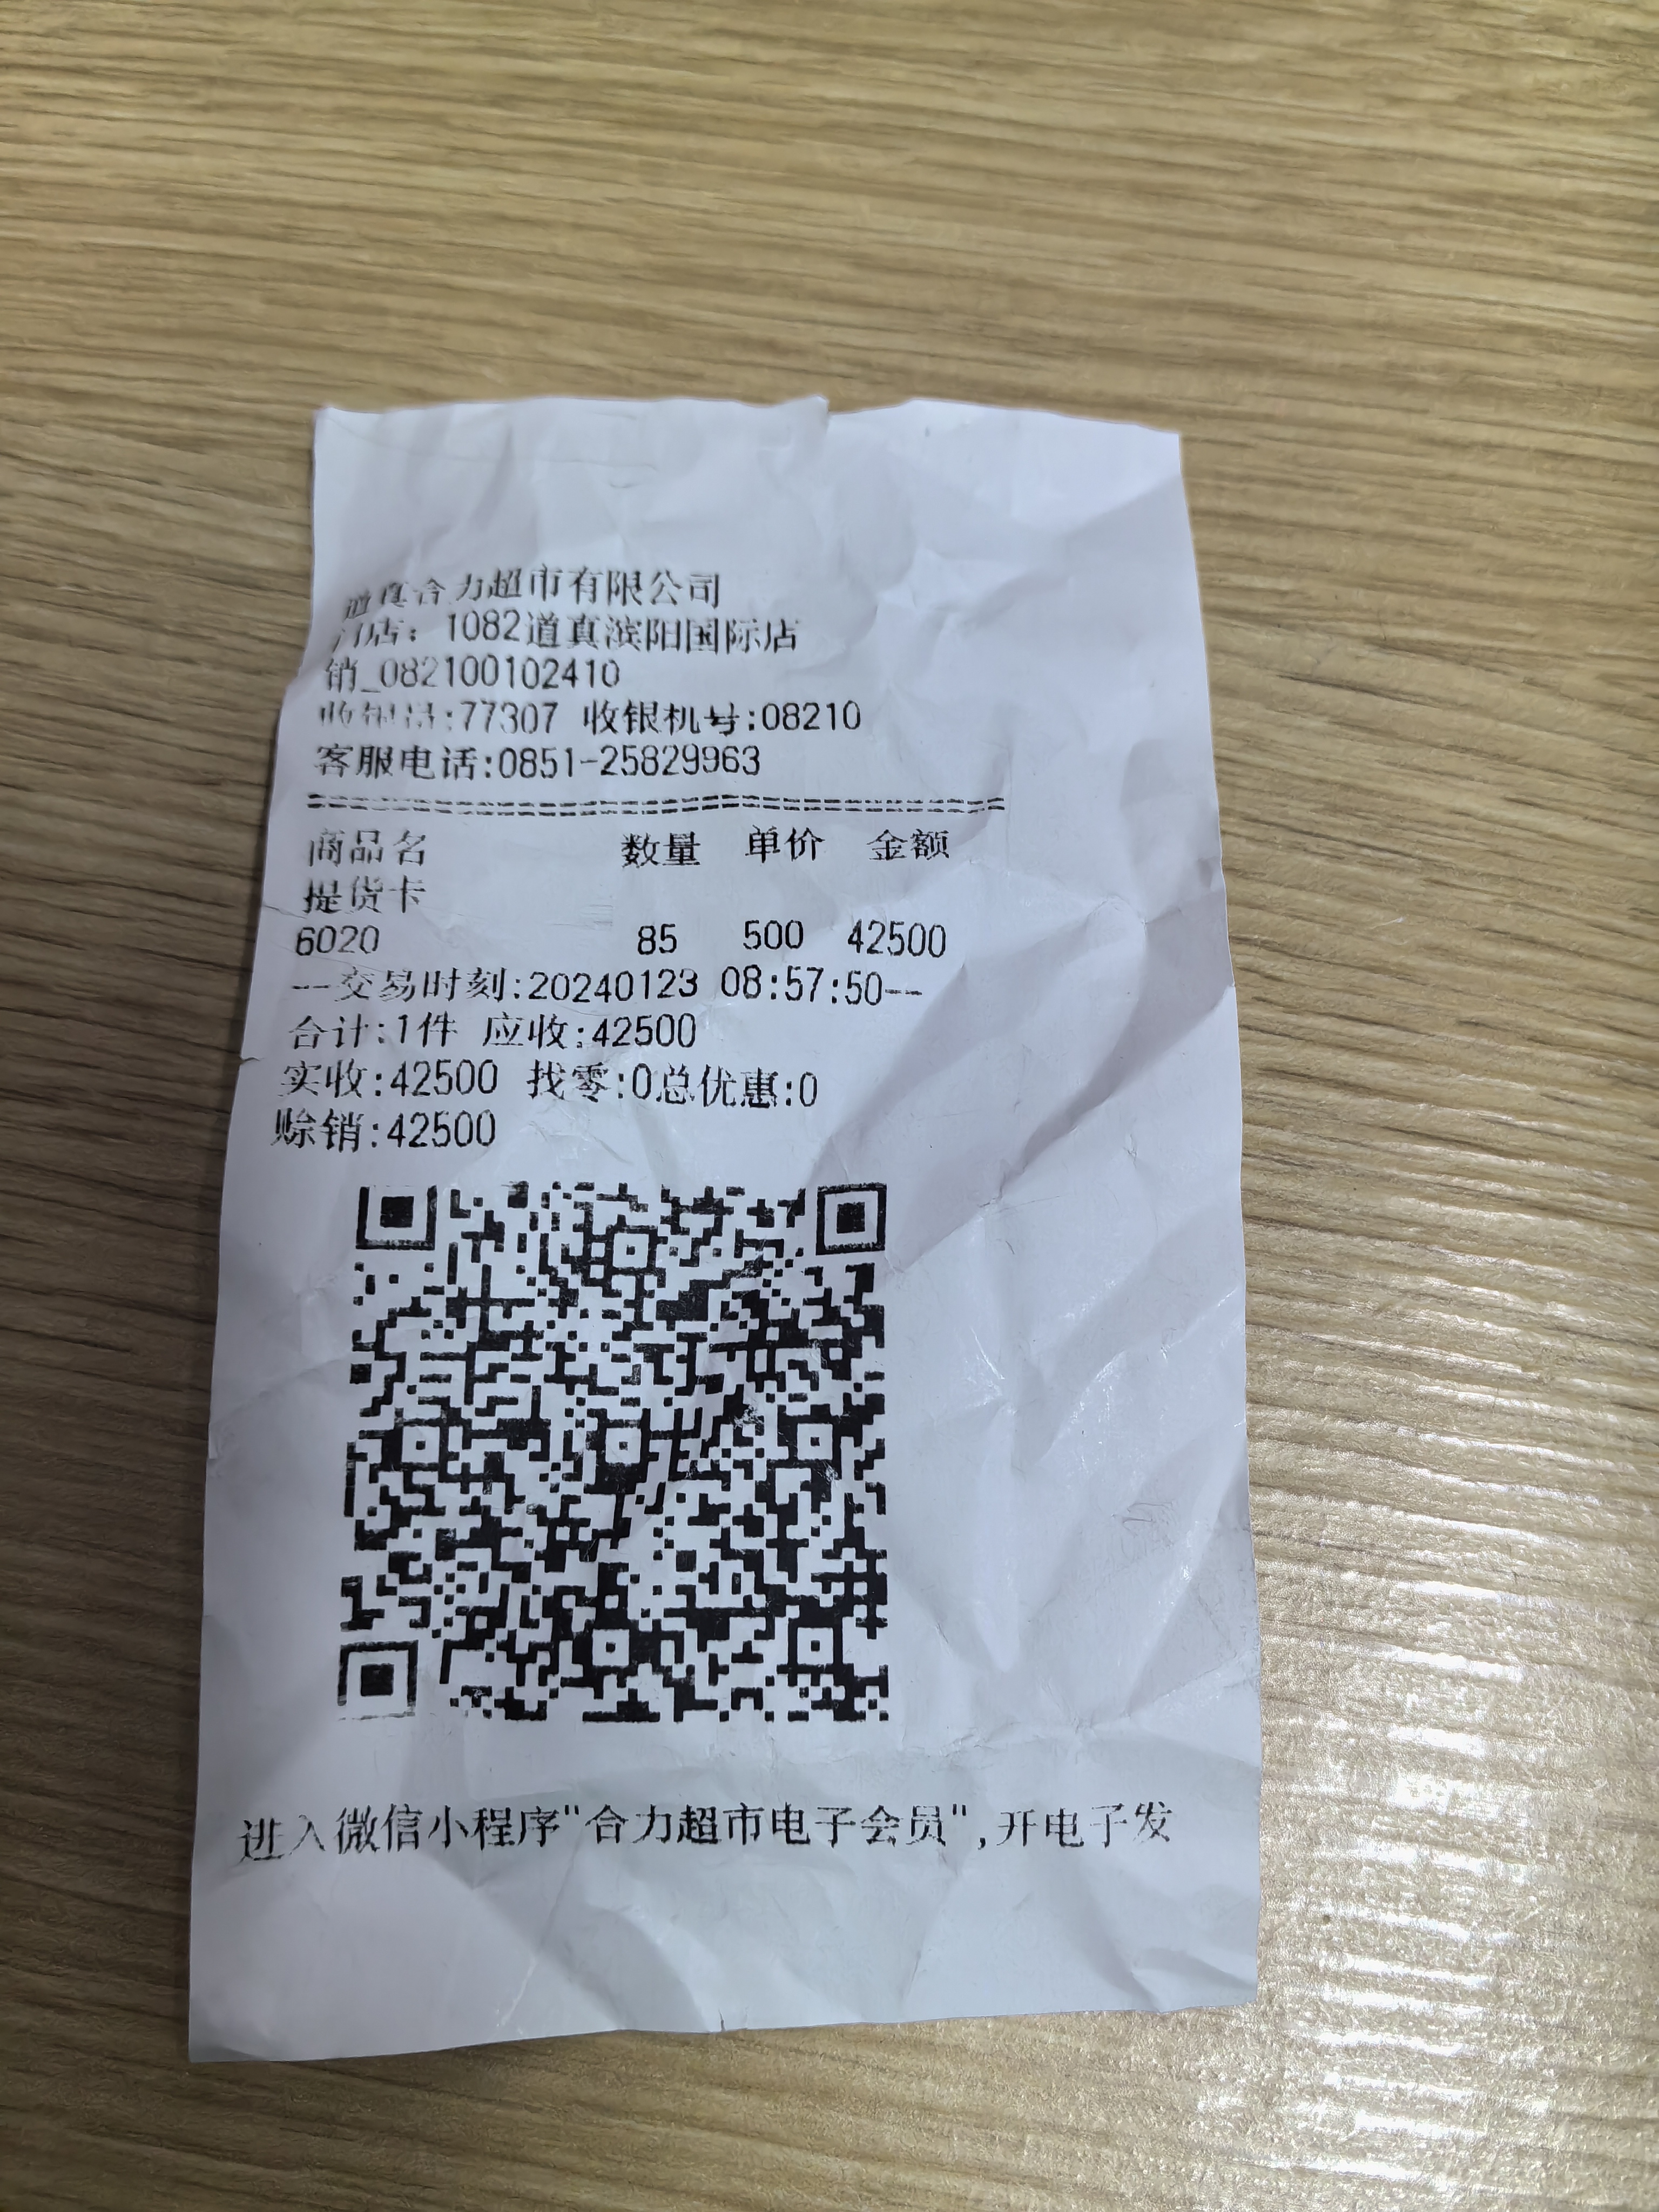 道真合力超市有限公司
门店：1082道真滨阳国际店
销_082100102410
收银员:77307 收银机号:08210
客服电话:0851-25829963
==================================
商品名 数量 单价 金额
提货卡
6020 85 500 42500
--交易时刻:20240123 08:57:50--
合计:1件 应收:42500
实收:42500 找零:0总优惠:0
赊销:42500
进入微信小程序"合力超市电子会员",开电子发